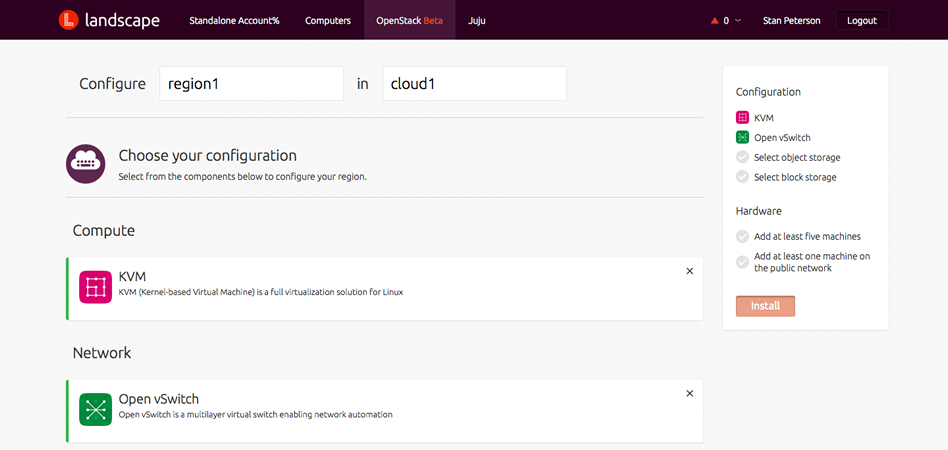 landscape
Standalone Account%
Computers
OpenStack Beta
Juju
0
Stan Peterson
Logout
Configure region1 in cloud1
Choose your configuration
Select from the components below to configure your region.
Compute
KVM
KVM (Kernel-based Virtual Machine) is a full virtualization solution for Linux
Network
Open vSwitch
Open vSwitch is a multilayer virtual switch enabling network automation
Configuration
KVM
Open vSwitch
Select object storage
Select block storage
Hardware
Add at least five machines
Add at least one machine on
the public network
Install